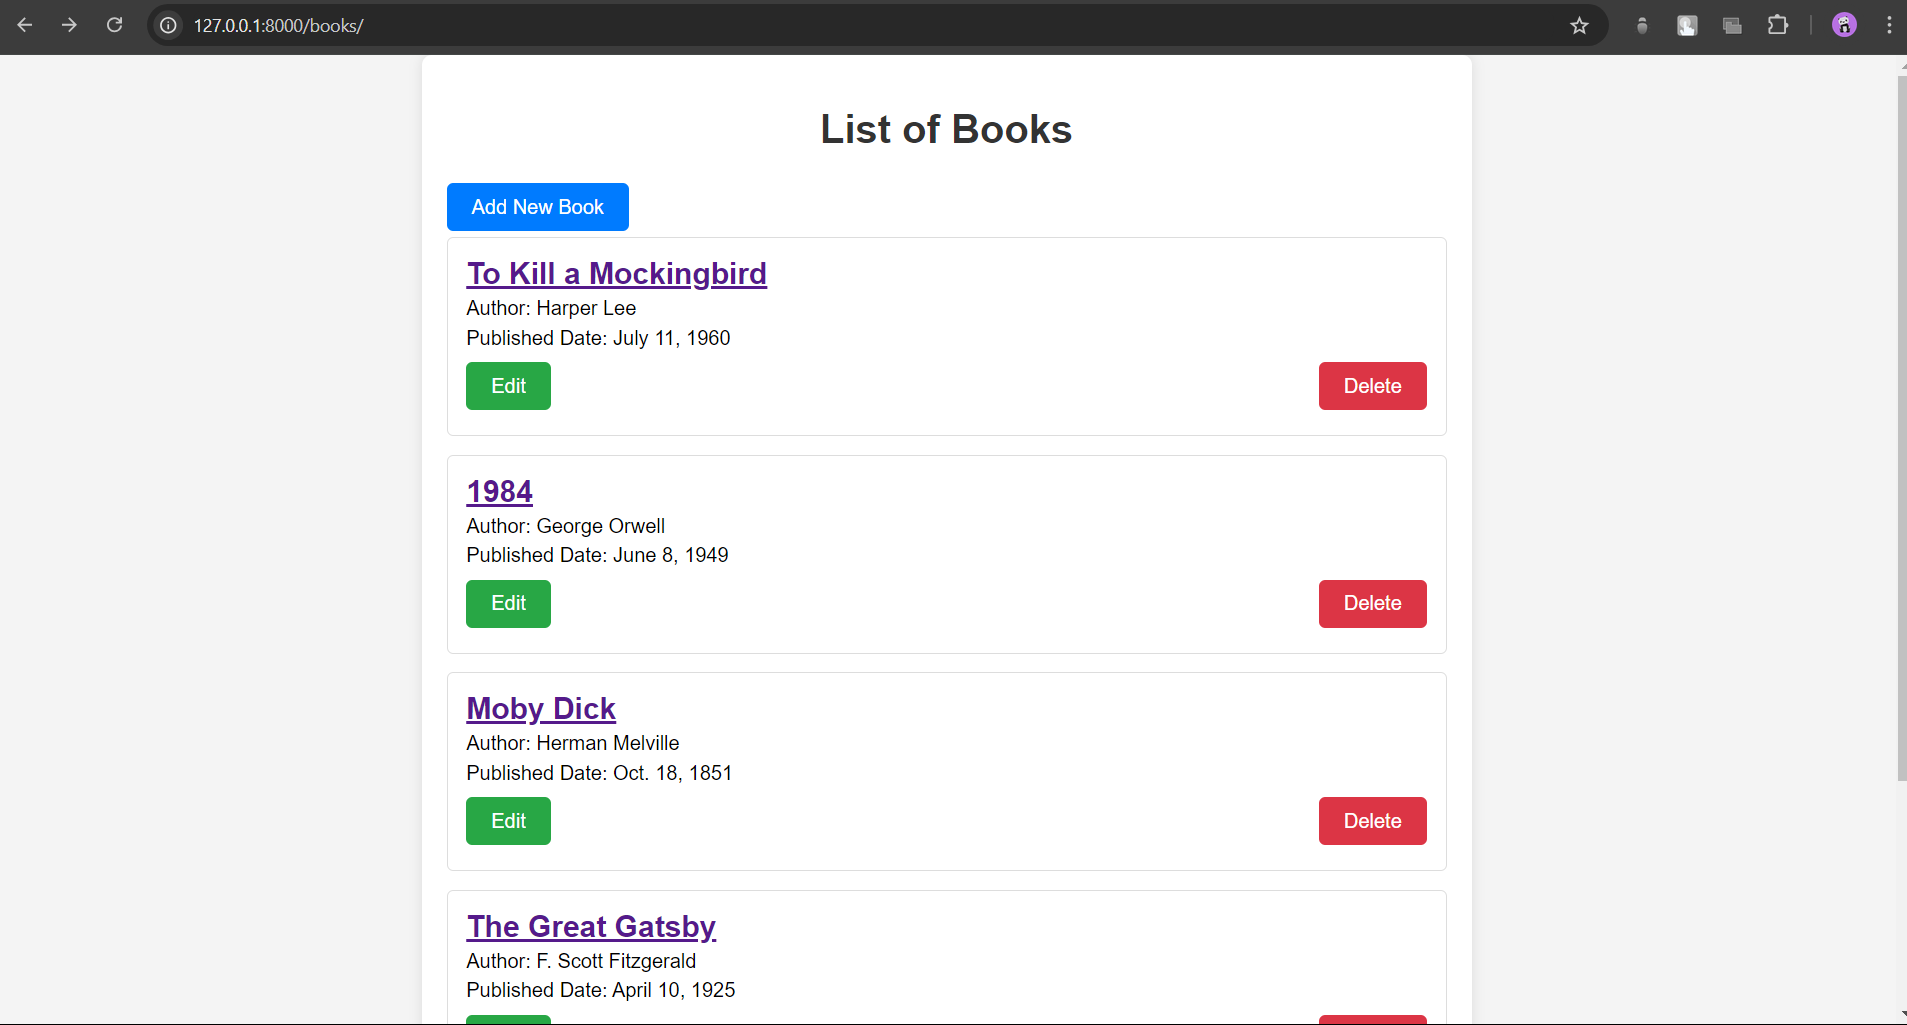 127.0.0.1:8000/books/
List of Books
Add New Book
To Kill a Mockingbird
Author: Harper Lee
Published Date: July 11, 1960
Edit
Delete
1984
Author: George Orwell
Published Date: June 8, 1949
Edit
Delete
Moby Dick
Author: Herman Melville
Published Date: Oct. 18, 1851
Edit
Delete
The Great Gatsby
Author: F. Scott Fitzgerald
Published Date: April 10, 1925